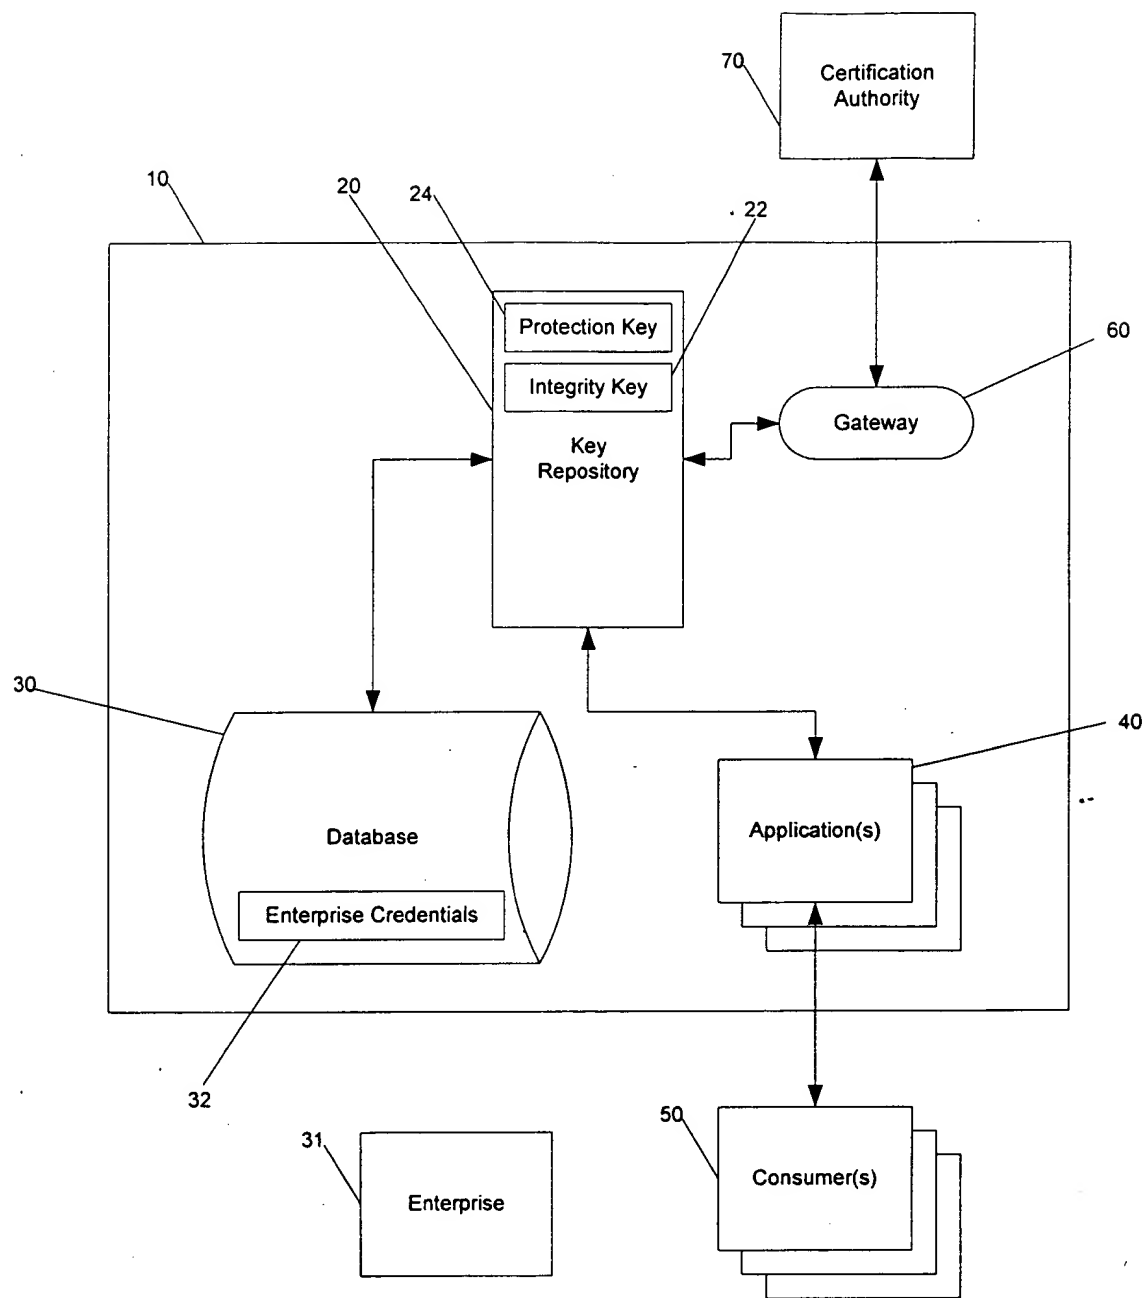 70
Certification
Authority
10
20
24
22
Protection Key
Integrity Key
60
Gateway
Key
Repository
30
40
Application(s)
Database
Enterprise Credentials
32
31
50
Consumer(s)
Enterprise